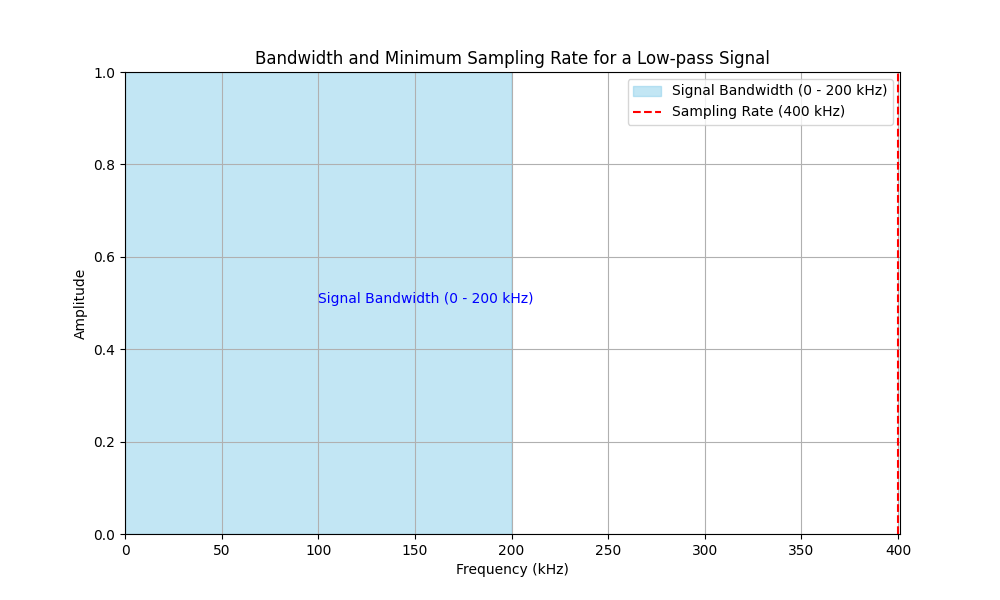 Bandwidth and Minimum Sampling Rate for a Low-pass Signal
1.0
Signal Bandwidth (0 - 200 kHz)
Sampling Rate (400 kHz)
0.8
0.6
Signal Bandwidth (0 - 200 kHz)
Amplitude
0.4
0.2
0.0
0 50 100 150 200 250 300 350 400
Frequency (kHz)